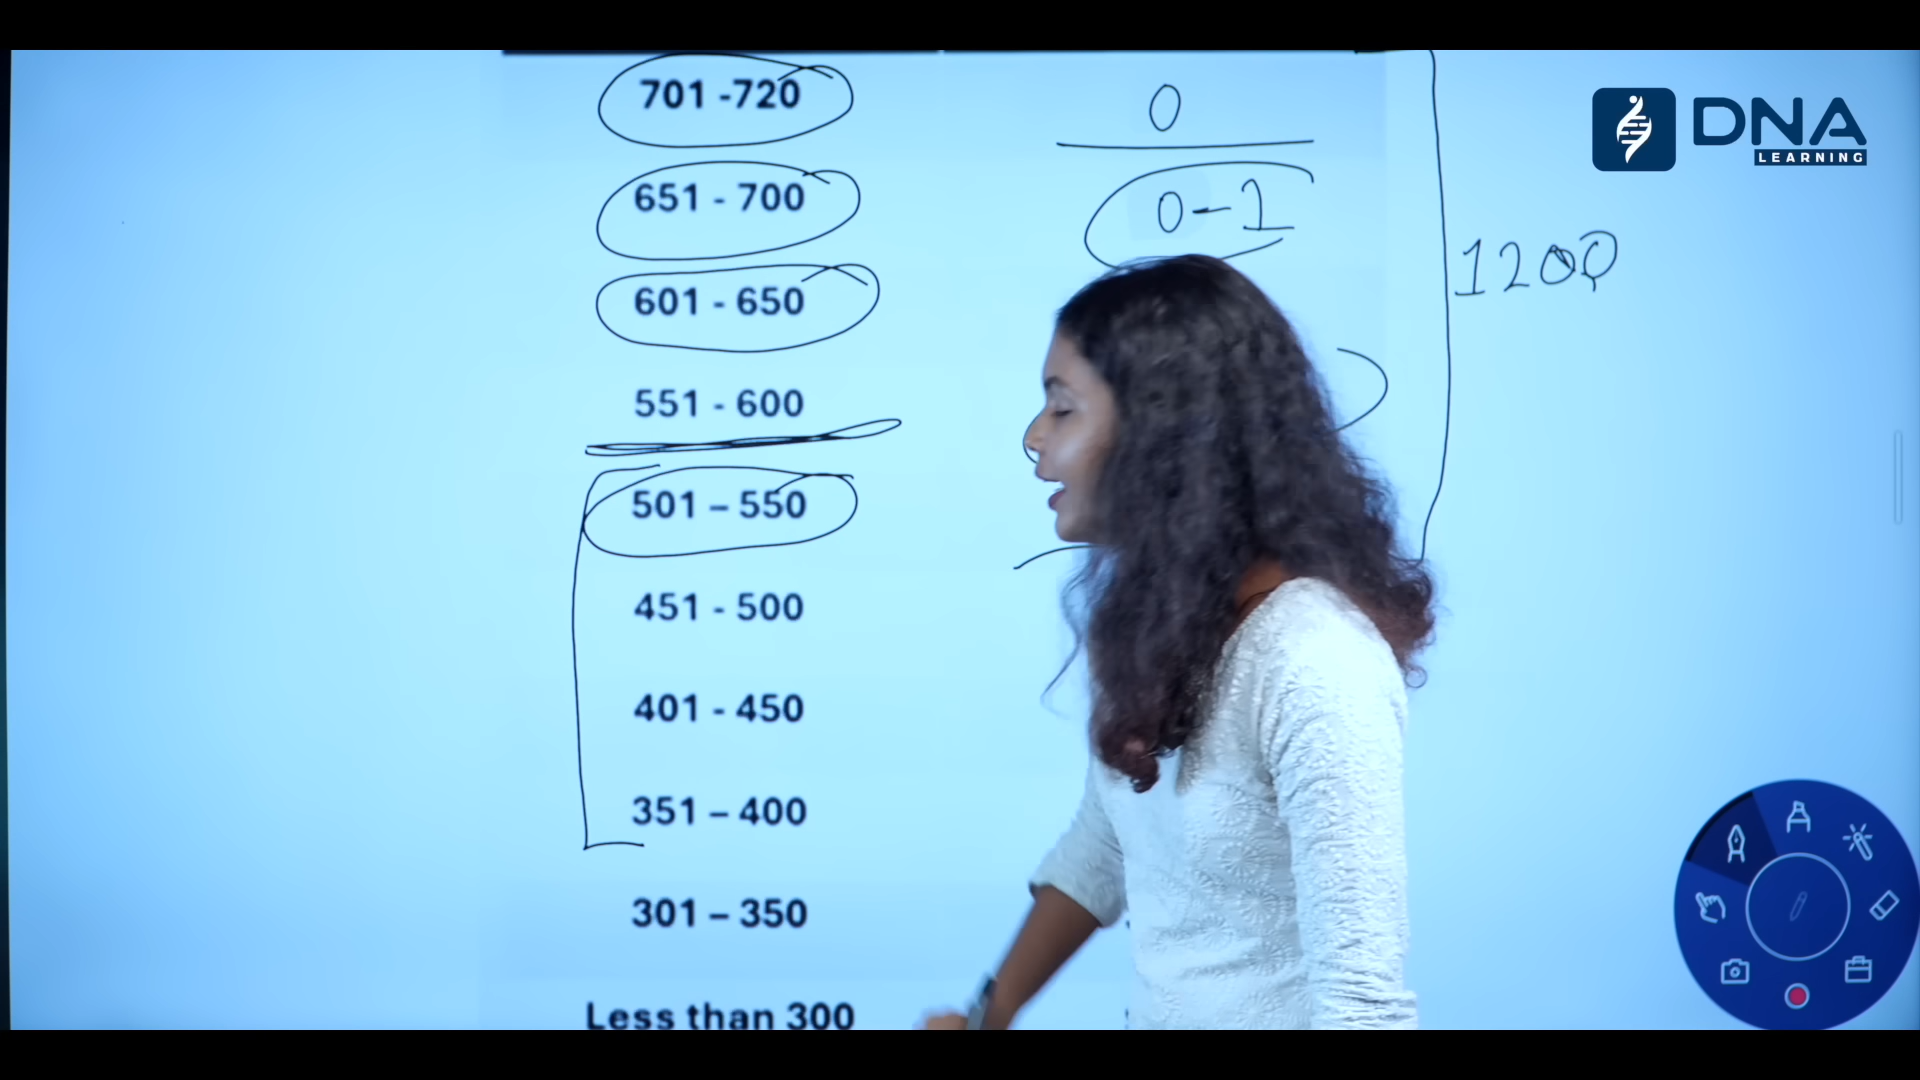 701 -720
0
DNA
LEARNING
651 - 700
0-1
1200
601 - 650
551 - 600
501 – 550
451 - 500
401 - 450
351 – 400
301 – 350
Less than 300